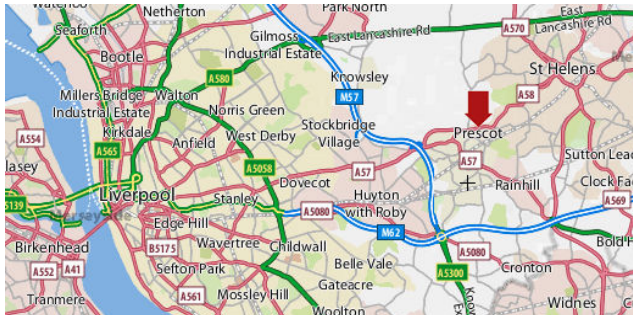 Waterloo
Netherton
Park North
Seaforth
Gilmoss
Industrial Estate
East Lancashire Rd
A570
East
Lancashire Rd
Bootle
A580
Knowsley
St Helens
Millers Bridge
Industrial Estate
Walton
M57
A58
Norris Green
Kirkdale
Stockbridge
Village
Prescot
A554
A565
Anfield
West Derby
A57
A57
Sutton Lea
A5058
Dovecot
Rainhill
Clock Fa
lasey
5139
Liverpool
Stanley
Huyton
with Roby
A569
Merseyside
Edge Hill
A5080
M62
Birkenhead
B5175
Wavertree
Childwall
A5080
Bold H
A552
A41
Sefton Park
Belle Vale
A5300
Cronton
Tranmere
A561
Mossley Hill
Gateacre
Woolton
Widnes